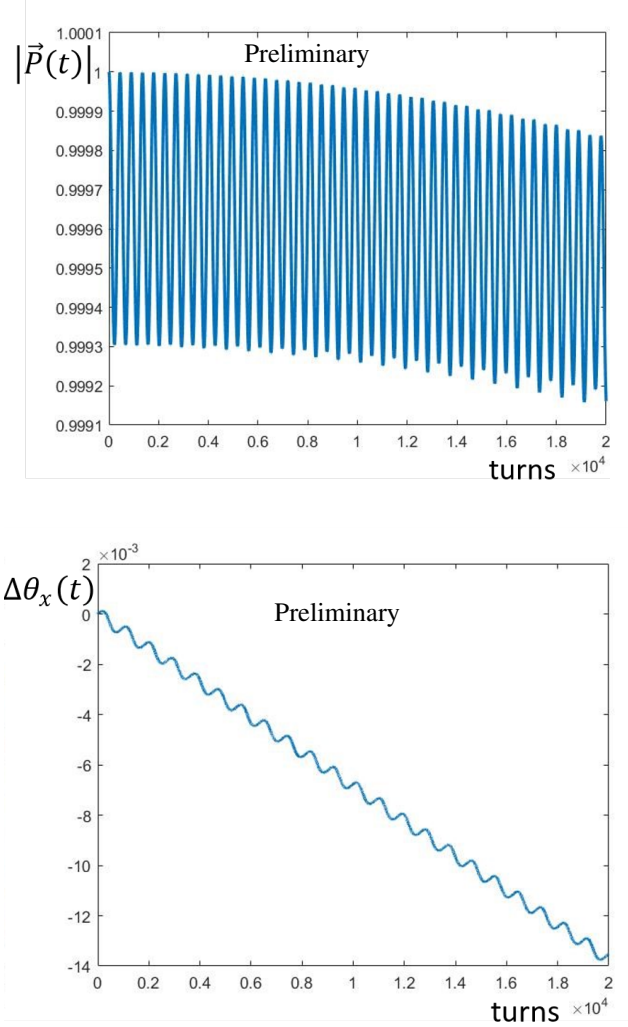 1.0001
|P⃗(t)|
Preliminary
1
0.9999
0.9998
0.9997
0.9996
0.9995
0.9994
0.9993
0.9992
0.9991
0 0.2 0.4 0.6 0.8 1 1.2 1.4 1.6 1.8 2
turns ×10⁴
2 ×10⁻³
Δθₓ(t)
Preliminary
0
-2
-4
-6
-8
-10
-12
-14
0 0.2 0.4 0.6 0.8 1 1.2 1.4 1.6 1.8 2
turns ×10⁴